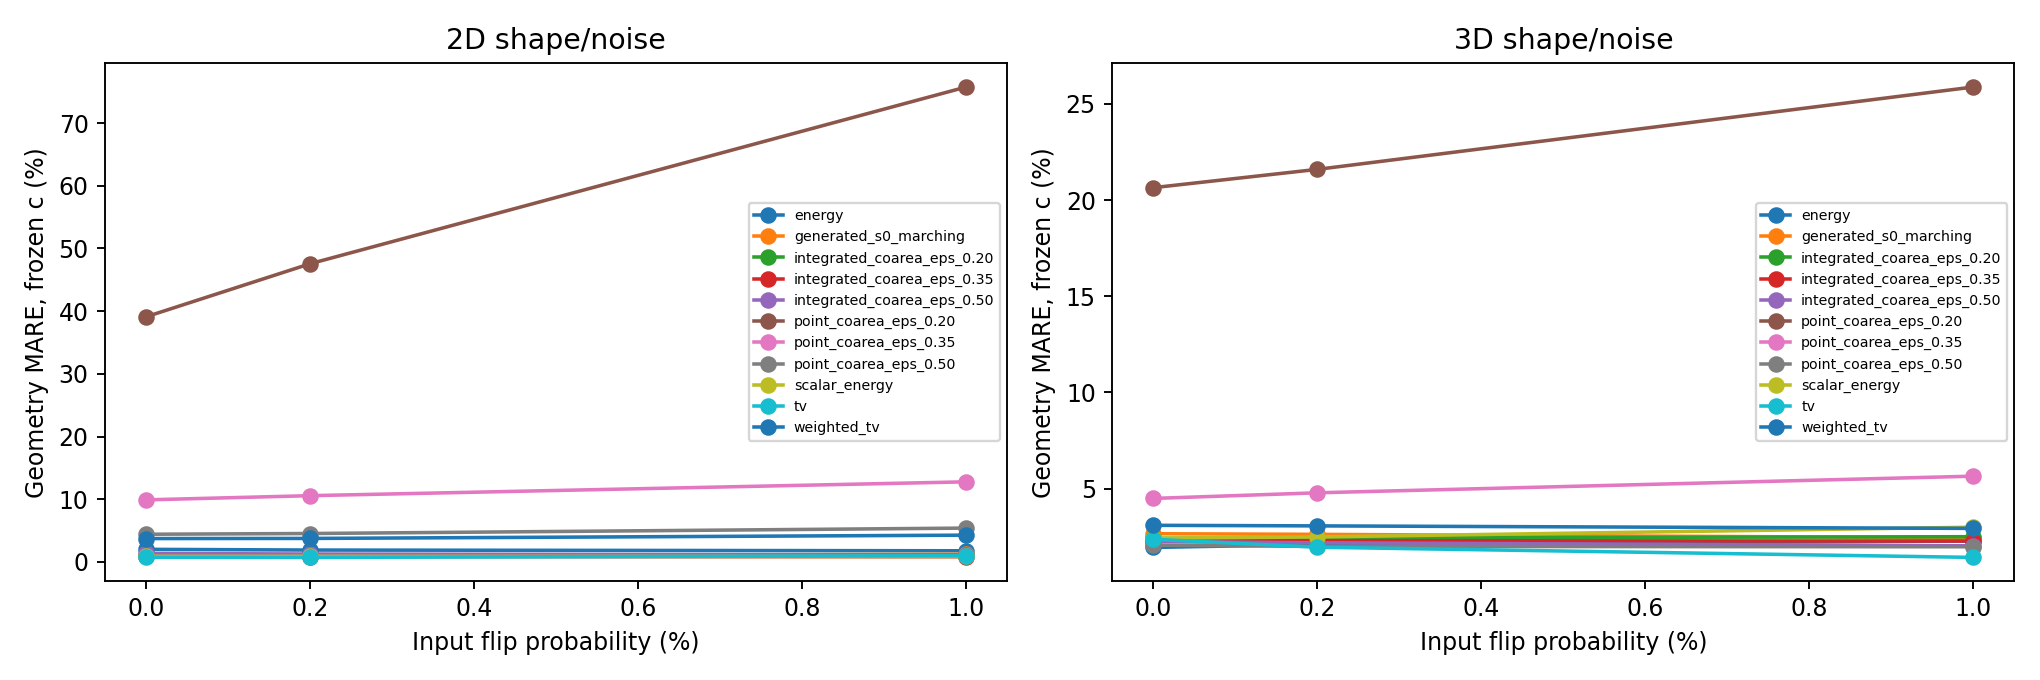 2D shape/noise
Geometry MARE, frozen c (%)
70
60
50
40
30
20
10
0
0.0 0.2 0.4 0.6 0.8 1.0
Input flip probability (%)
energy
generated_s0_marching
integrated_coarea_eps_0.20
integrated_coarea_eps_0.35
integrated_coarea_eps_0.50
point_coarea_eps_0.20
point_coarea_eps_0.35
point_coarea_eps_0.50
scalar_energy
tv
weighted_tv
3D shape/noise
Geometry MARE, frozen c (%)
25
20
15
10
5
0.0 0.2 0.4 0.6 0.8 1.0
Input flip probability (%)
energy
generated_s0_marching
integrated_coarea_eps_0.20
integrated_coarea_eps_0.35
integrated_coarea_eps_0.50
point_coarea_eps_0.20
point_coarea_eps_0.35
point_coarea_eps_0.50
scalar_energy
tv
weighted_tv